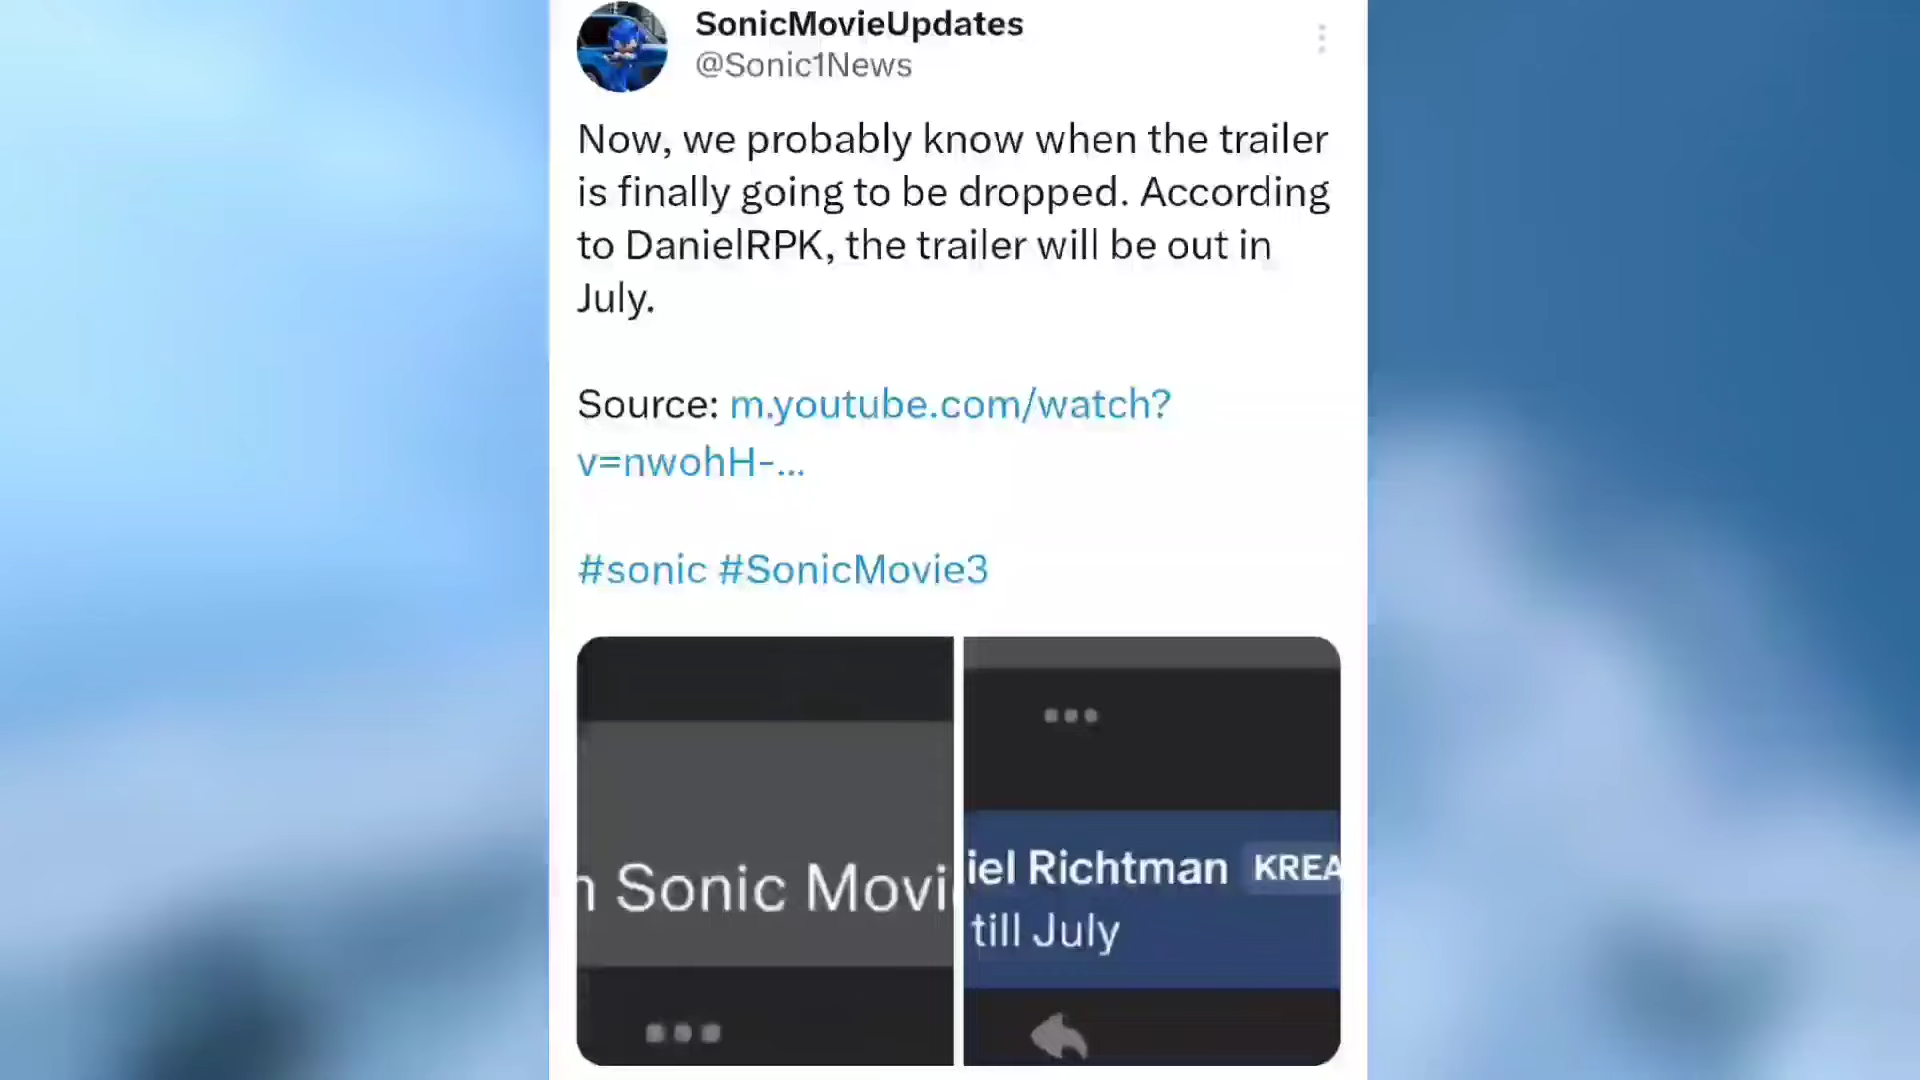 SonicMovieUpdates
@Sonic1News
Now, we probably know when the trailer
is finally going to be dropped. According
to DanielRPK, the trailer will be out in
July.
Source: m.youtube.com/watch?
v=nwohH-...
#sonic #SonicMovie3
n Sonic Movi
iel Richtman KREA
till July